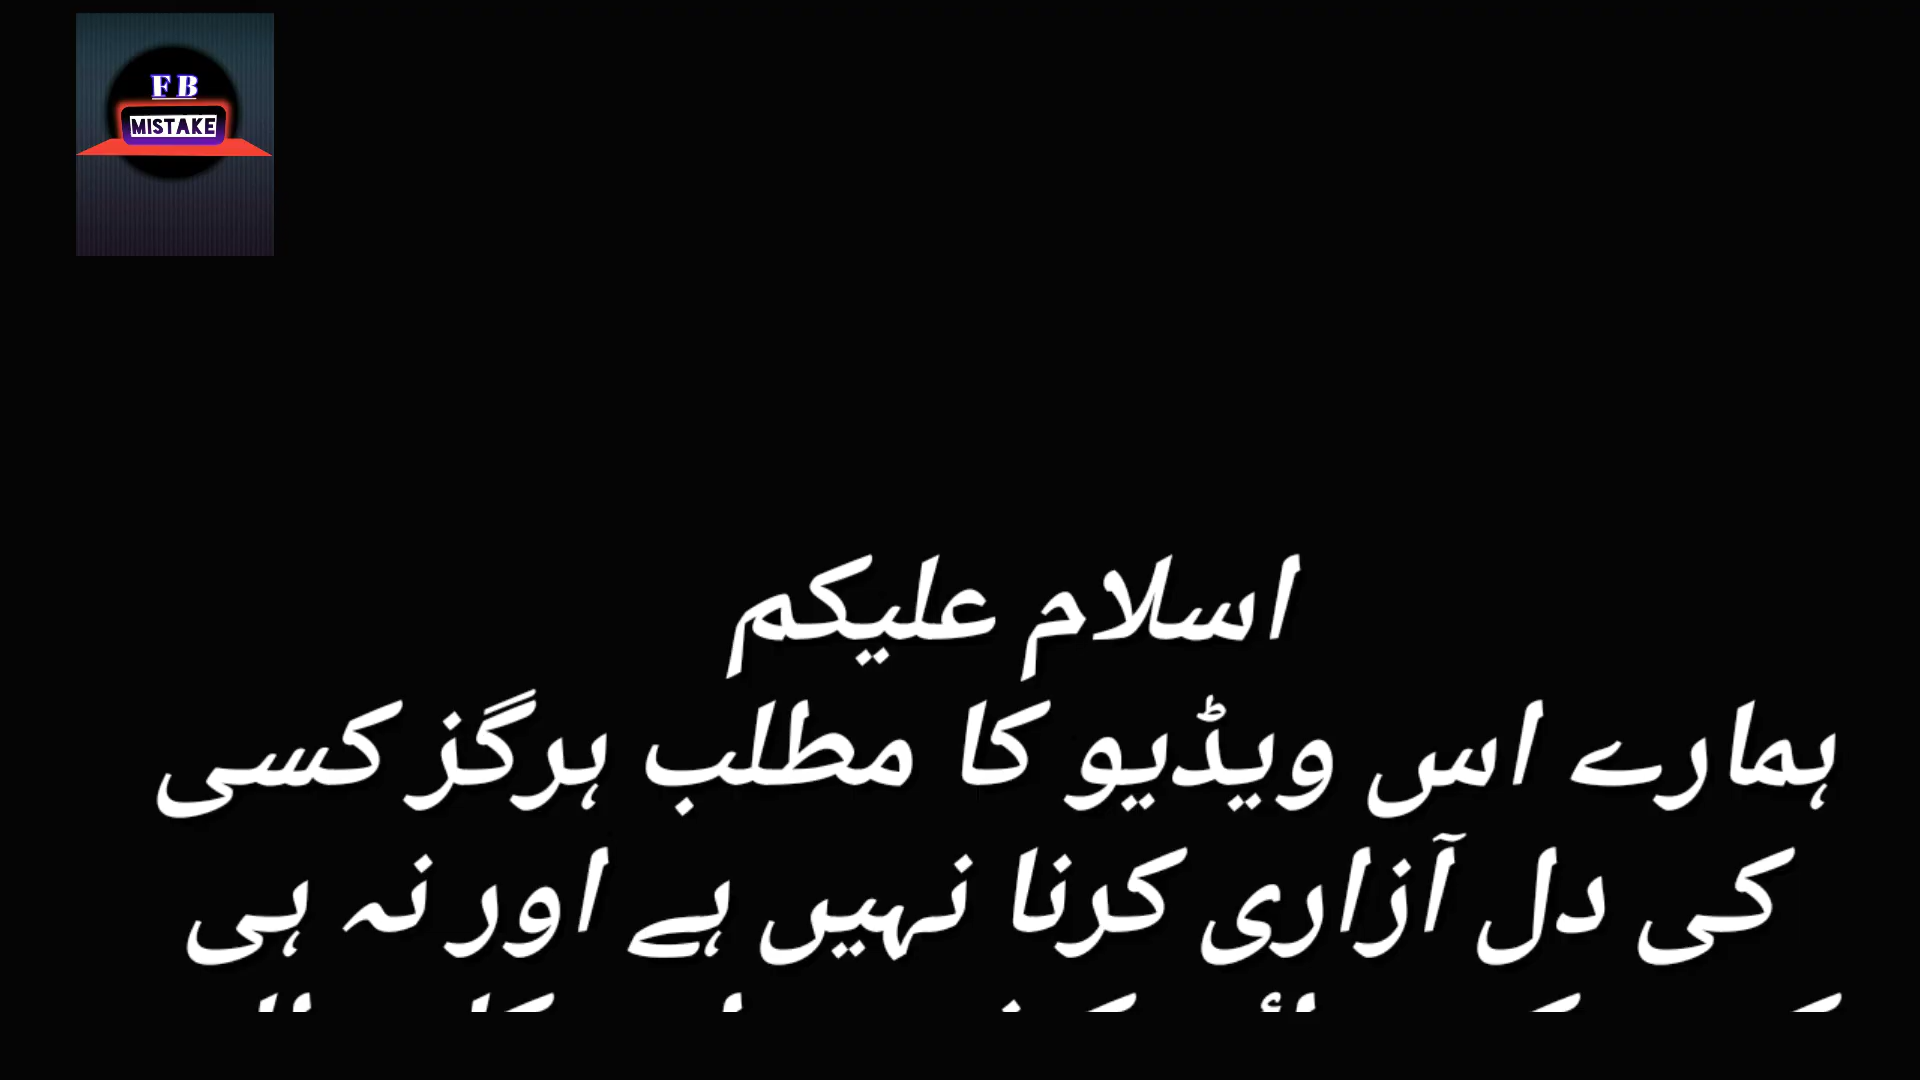 F B
MISTAKE
اسلام علیکم
ہمارے اس ویڈیو کا مطلب ہرگز کسی
کی دل آزاری کرنا نہیں ہے اور نہ ہی